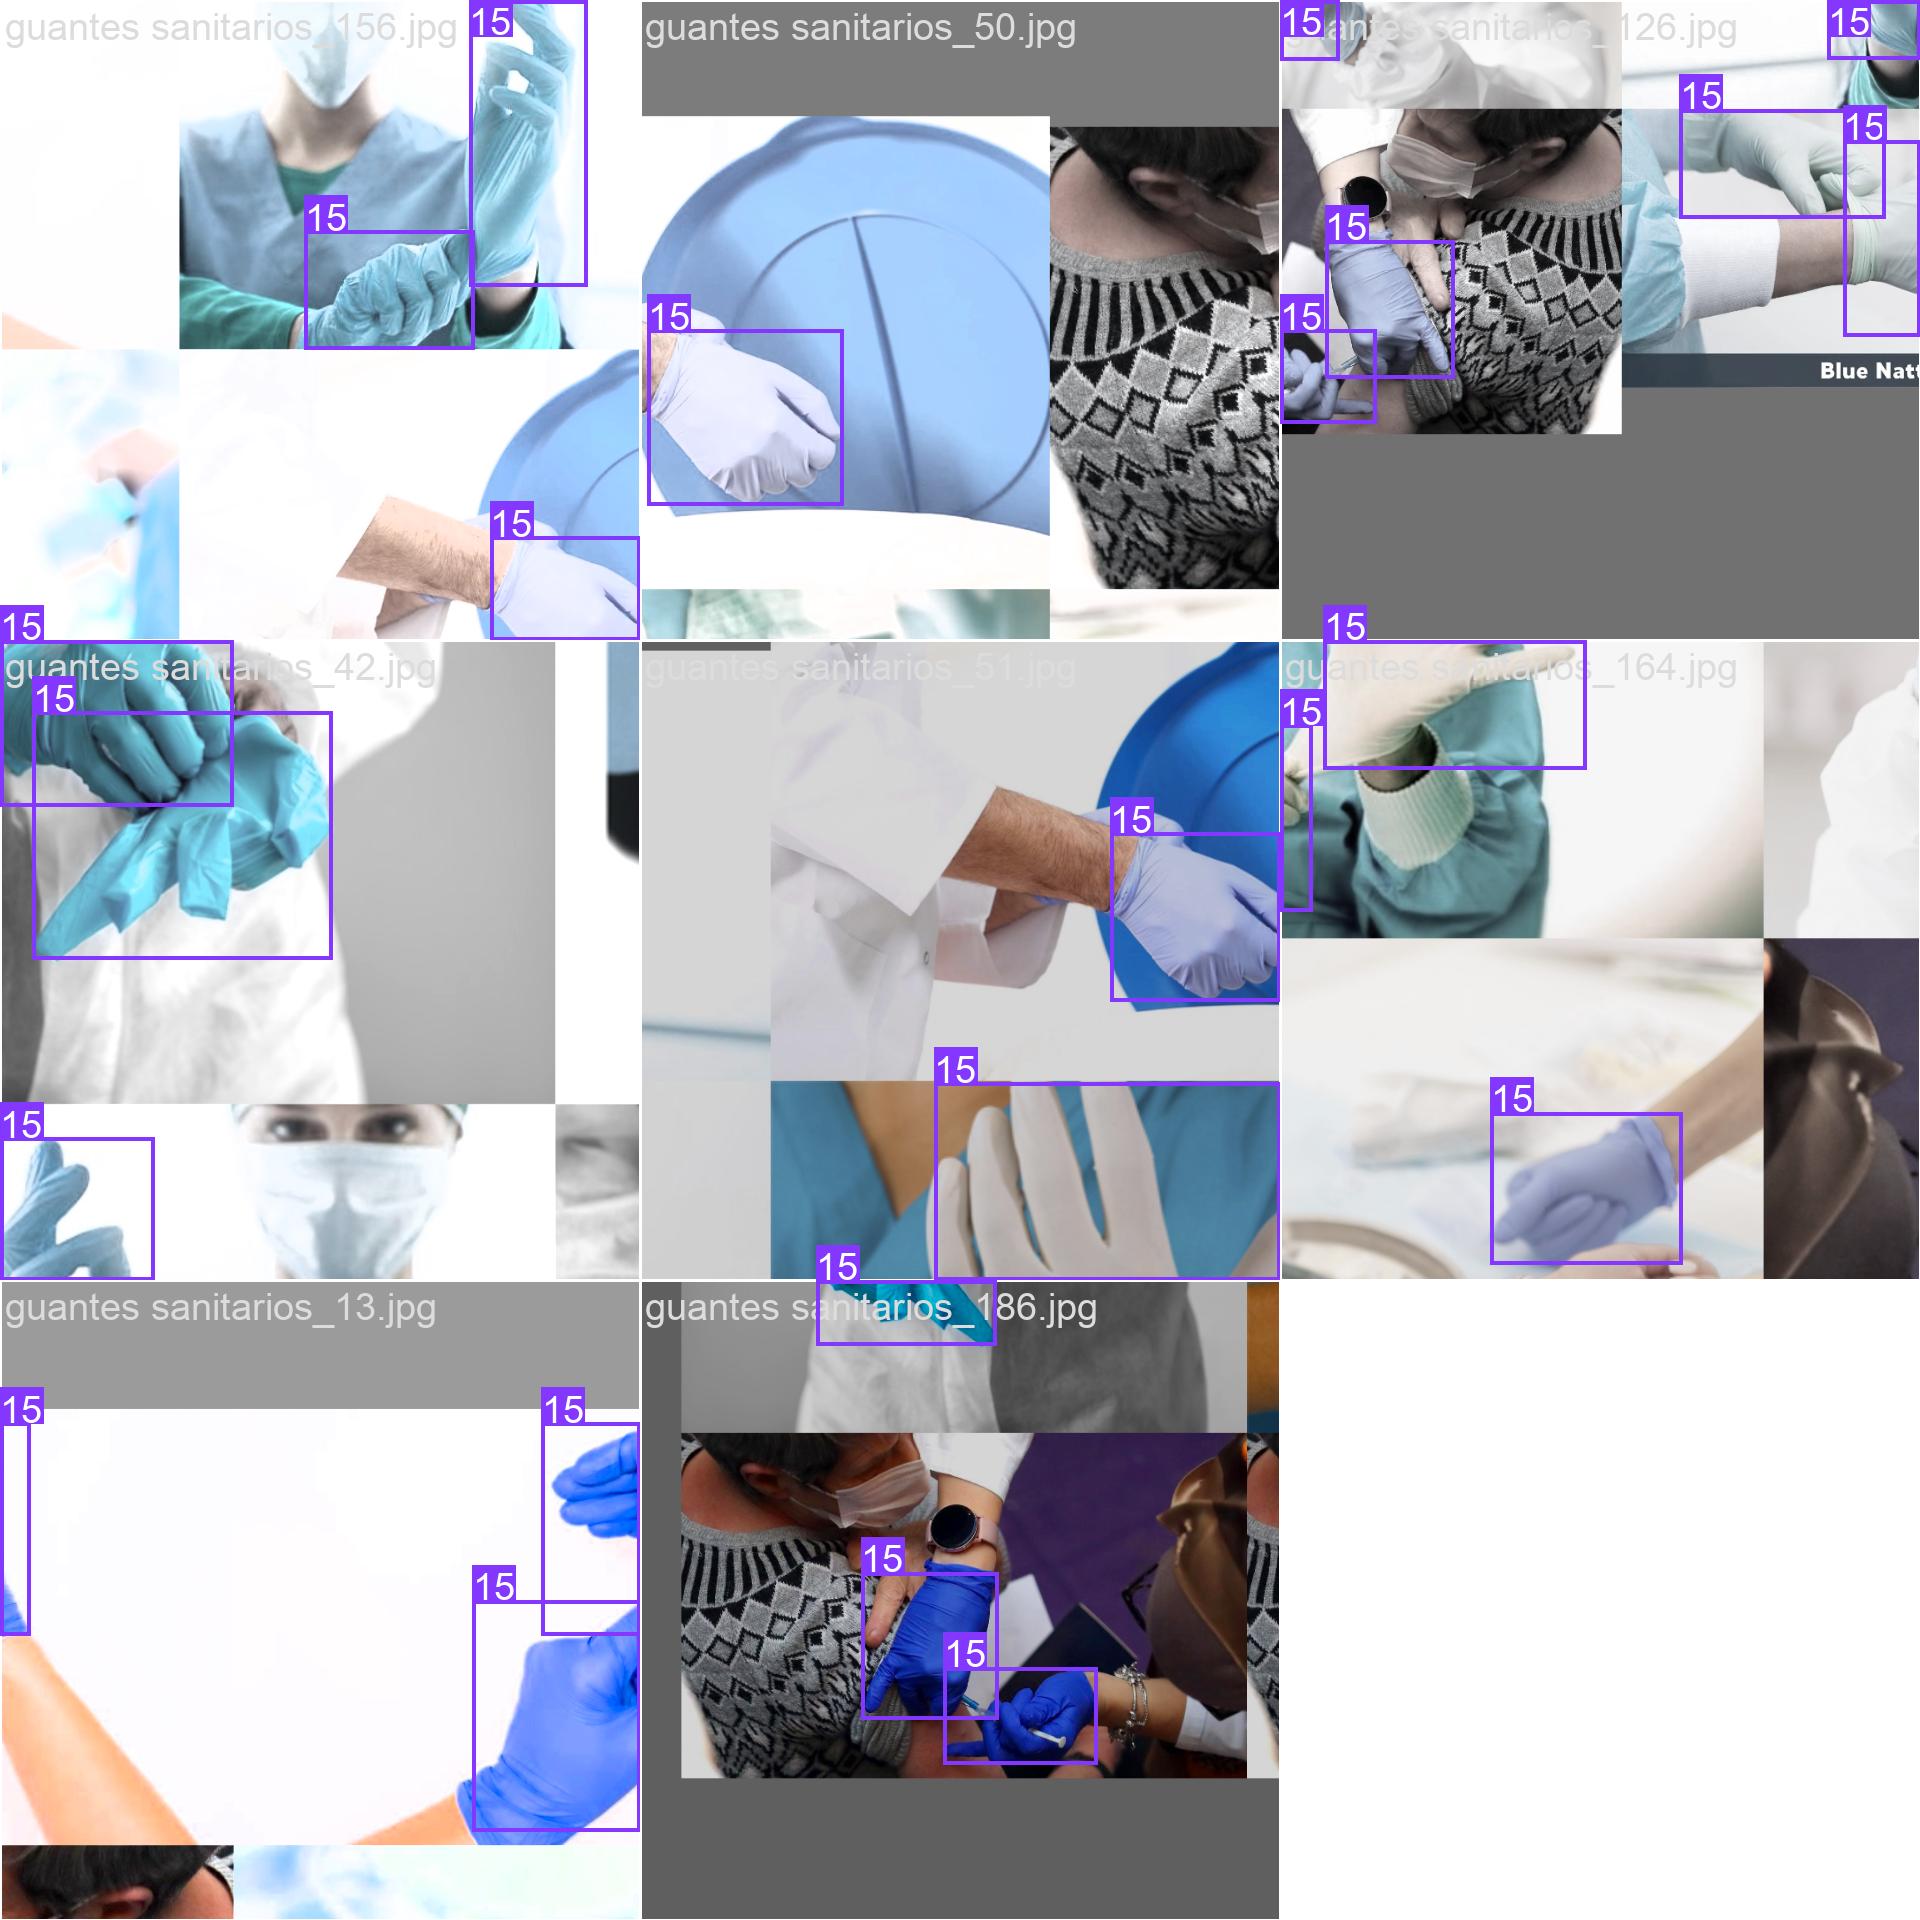 guantes sanitarios_156.jpg
15
15
15
guantes sanitarios_50.jpg
15
guantes sanitarios_126.jpg
15
15
15
15
15
15
Blue Nat
guantes sanitarios_42.jpg
15
15
15
guantes sanitarios_51.jpg
15
15
guantes sanitarios_164.jpg
15
15
15
guantes sanitarios_13.jpg
15
15
15
guantes sanitarios_186.jpg
15
15
15